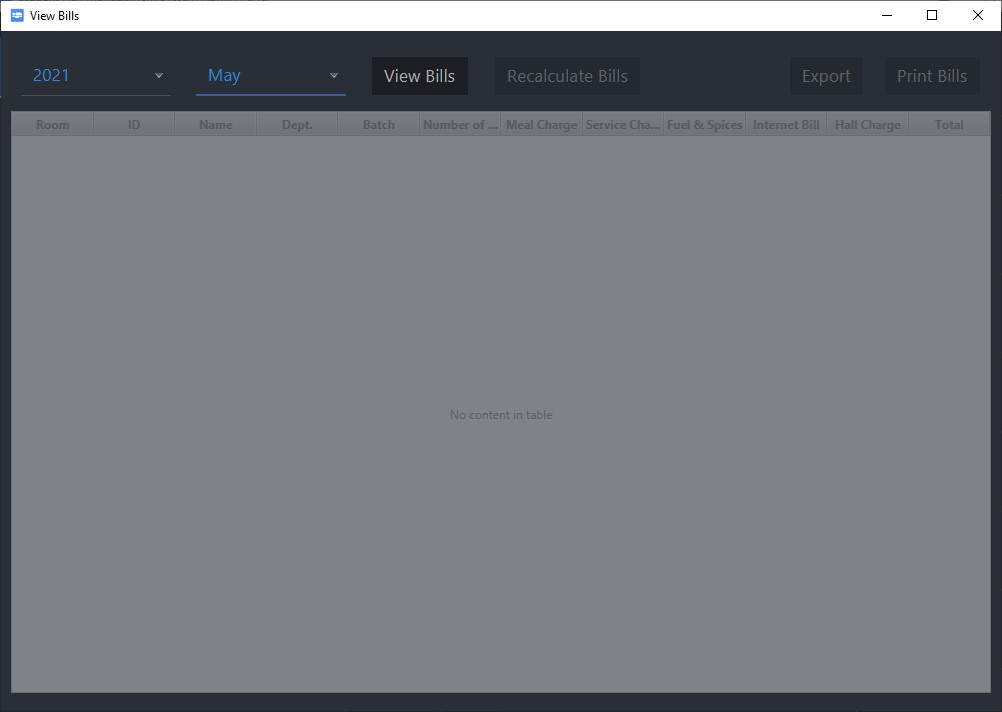 View Bills
2021 May View Bills Recalculate Bills Export Print Bills
Room ID Name Dept. Batch Number of ... Meal Charge Service Cha... Fuel & Spices Internet Bill Hall Charge Total
No content in table